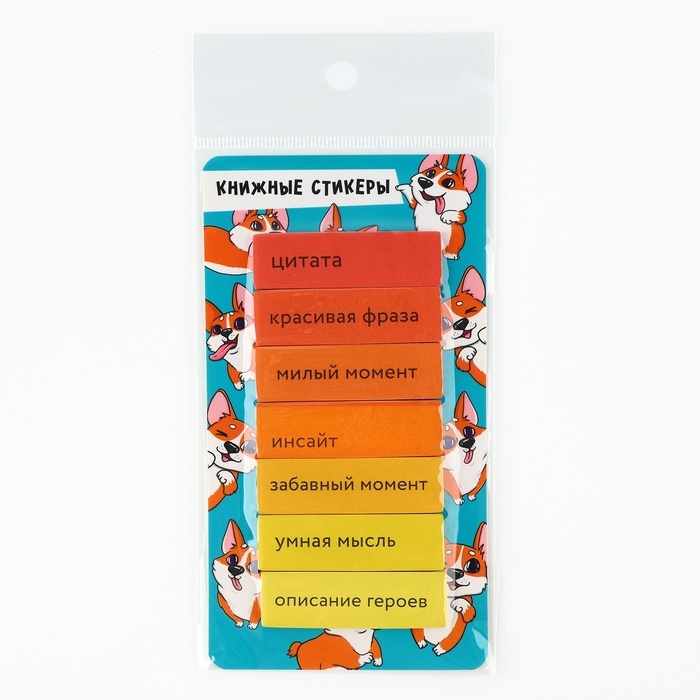 КНИЖНЫЕ СТИКЕРЫ
цитата
красивая фраза
милый момент
инсайт
забавный момент
умная мысль
описание героев